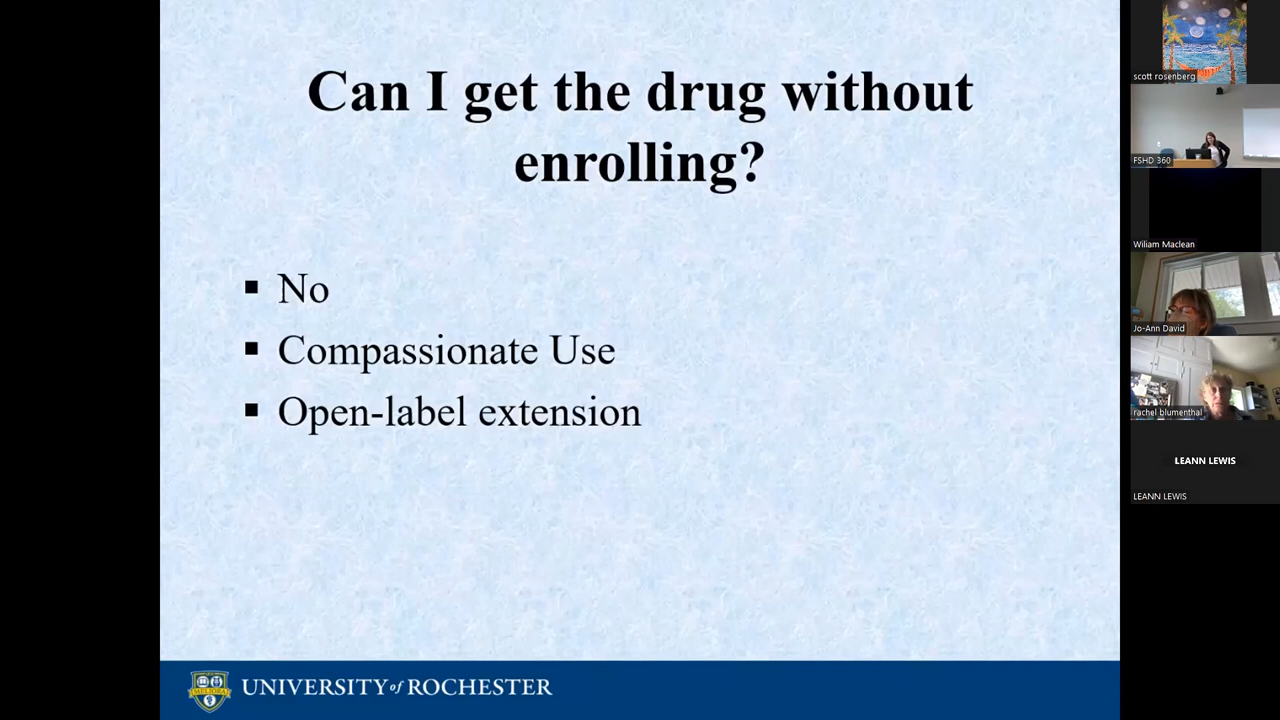 Can I get the drug without
enrolling?
No
Compassionate Use
Open-label extension
MELIORA
UNIVERSITY of ROCHESTER
scott rosenberg
FSHD 360
Wiliam Maclean
Jo-Ann David
rachel blumenthal
LEANN LEWIS
LEANN LEWIS